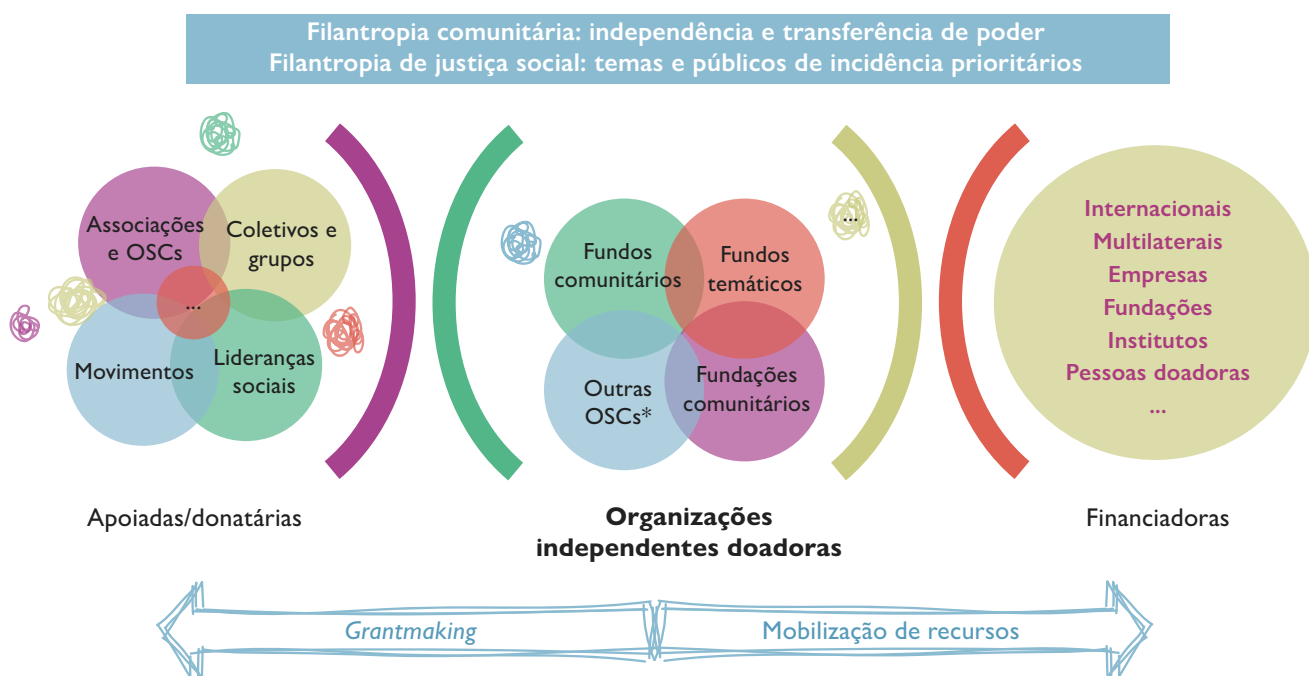 Filantropia comunitária: independência e transferência de poder
Filantropia de justiça social: temas e públicos de incidência prioritários
Associações
e OSCs
Coletivos e
grupos
...
Movimentos
Lideranças
sociais
Apoiadas/donatárias
...
Fundos
comunitários
Fundos
temáticos
Outras
OSCs*
Fundações
comunitários
Organizações
independentes doadoras
Internacionais
Multilaterais
Empresas
Fundações
Institutos
Pessoas doadoras
...
Financiadoras
Grantmaking
Mobilização de recursos